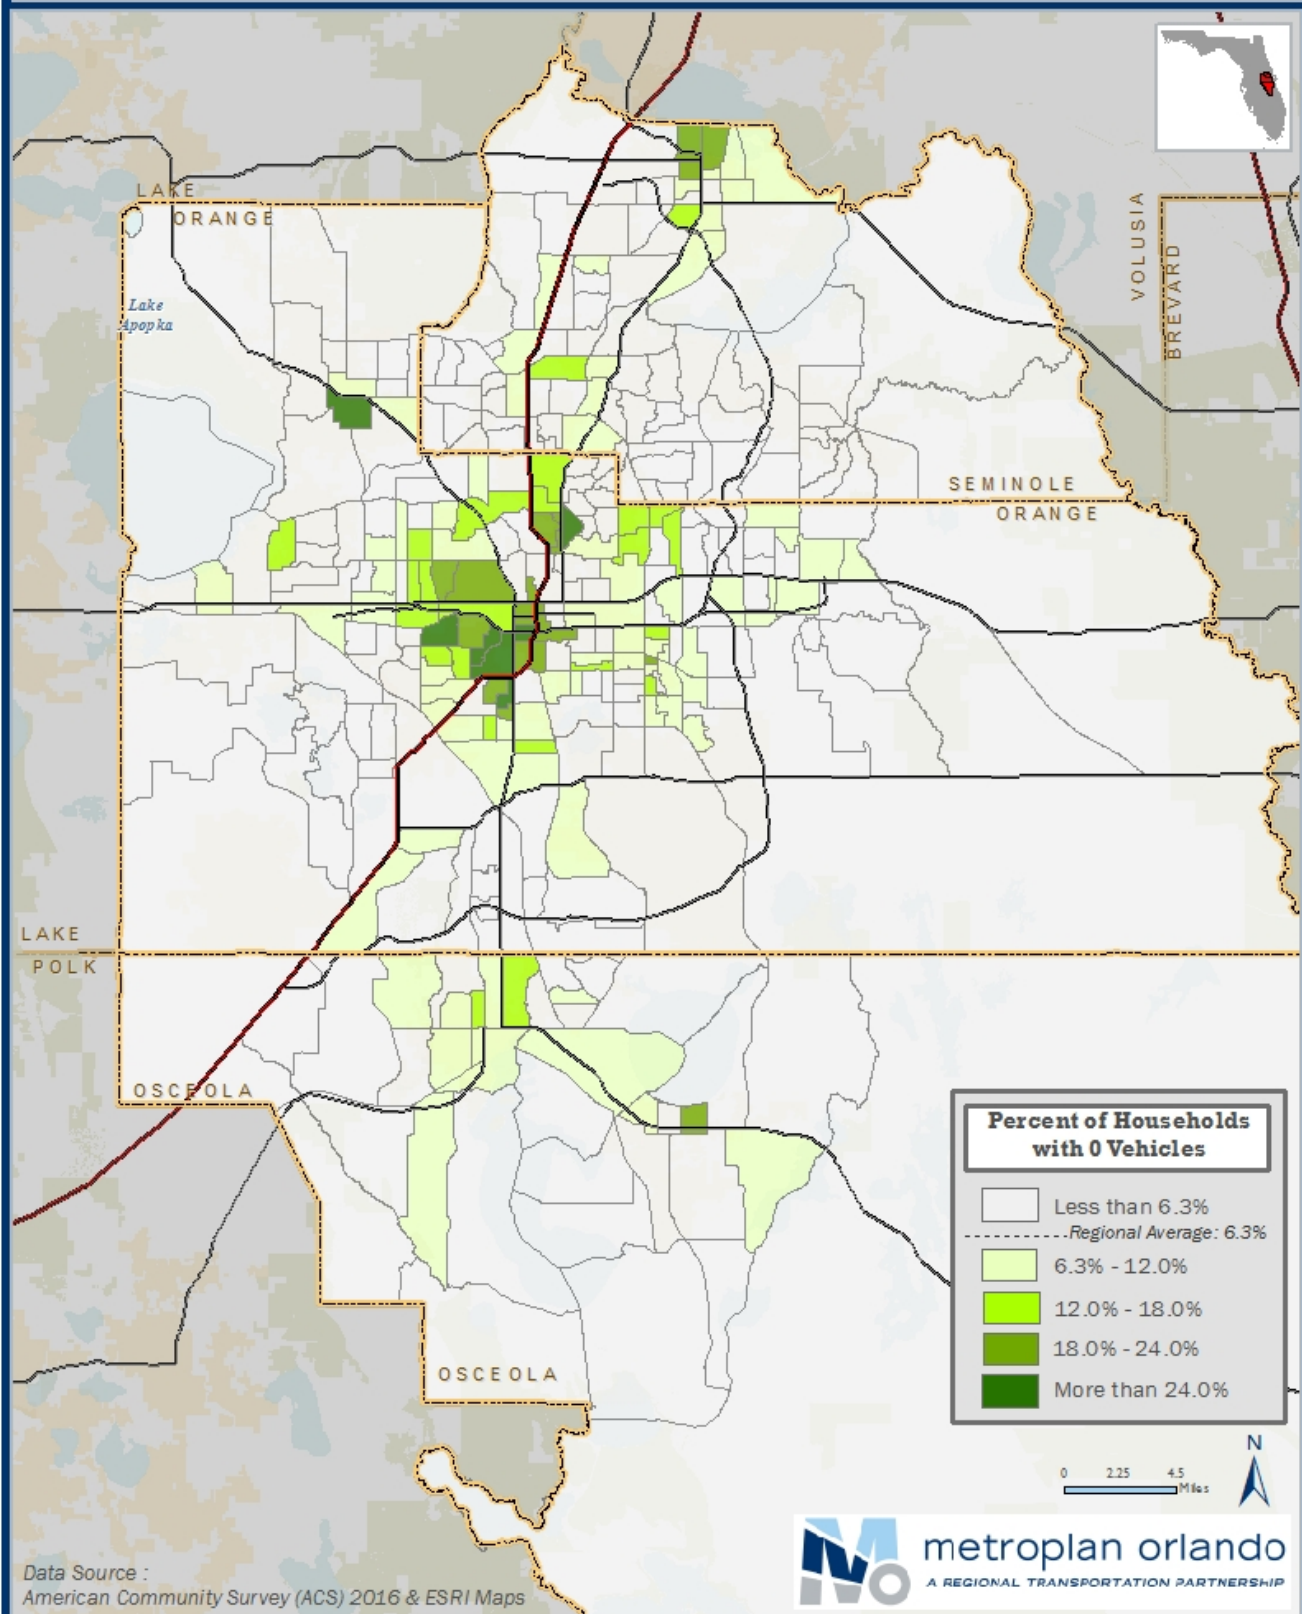 LAKE
ORANGE
Lake
Apopka
VOLUSIA
BREVARD
SEMINOLE
ORANGE
LAKE
POLK
OSCEOLA
OSCEOLA
Percent of Households
with 0 Vehicles
Less than 6.3%
Regional Average: 6.3%
6.3% - 12.0%
12.0% - 18.0%
18.0% - 24.0%
More than 24.0%
N
0 2.25 4.5
Miles
metroplan orlando
A REGIONAL TRANSPORTATION PARTNERSHIP
Data Source :
American Community Survey (ACS) 2016 & ESRI Maps